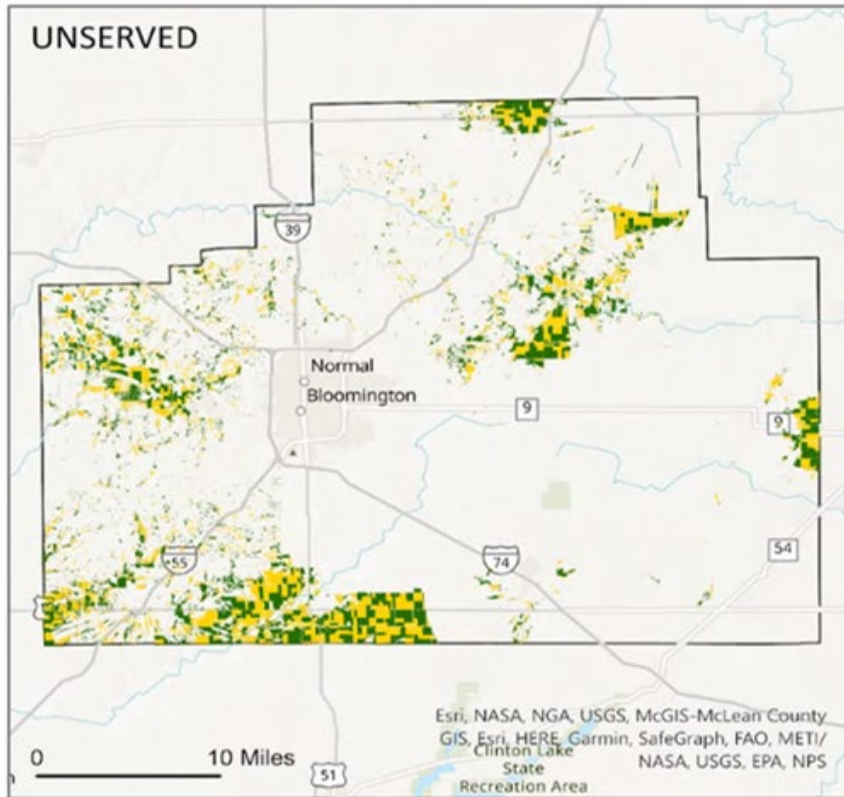 UNSERVED
39
Normal
Bloomington
9
9
55
74
54
Esri, NASA, NGA, USGS, McGIS-McLean County
GIS, Esri, HERE, Garmin, SafeGraph, FAO, METI/
NASA, USGS, EPA, NPS
Clinton Lake
State
Recreation Area
0
10 Miles
51